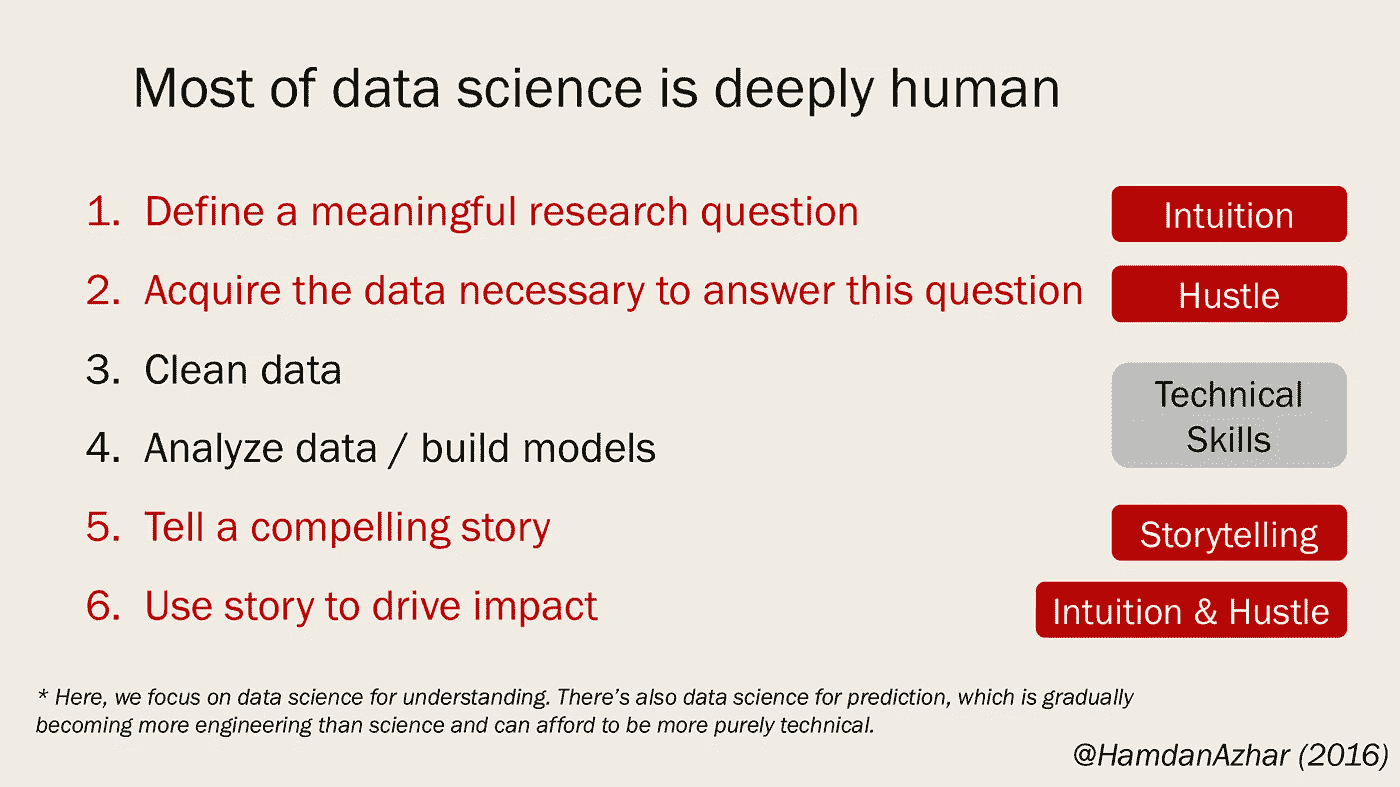 Most of data science is deeply human
1. Define a meaningful research question
Intuition
2. Acquire the data necessary to answer this question
Hustle
3. Clean data
4. Analyze data / build models
Technical
Skills
5. Tell a compelling story
Storytelling
6. Use story to drive impact
Intuition & Hustle
* Here, we focus on data science for understanding. There’s also data science for prediction, which is gradually
becoming more engineering than science and can afford to be more purely technical.
@HamdanAzhar (2016)